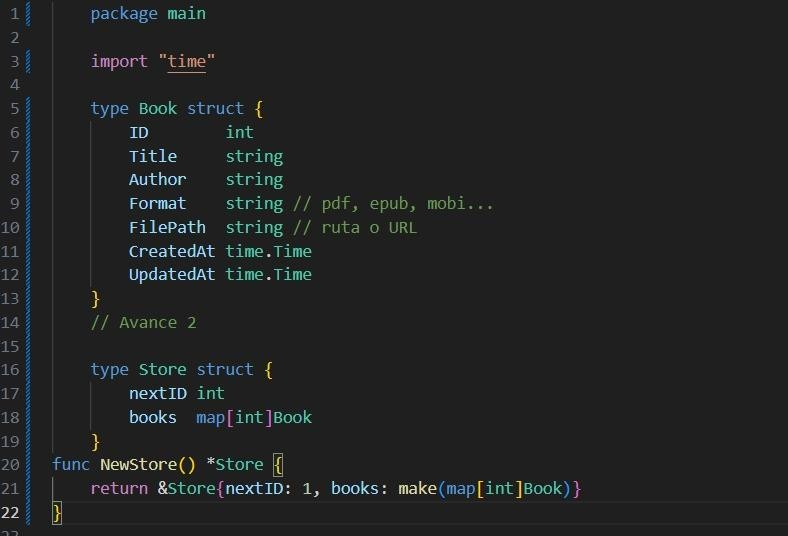 1 package main
2
3 import "time"
4
5 type Book struct {
6 ID int
7 Title string
8 Author string
9 Format string // pdf, epub, mobi...
10 FilePath string // ruta o URL
11 CreatedAt time.Time
12 UpdatedAt time.Time
13 }
14 // Avance 2
15
16 type Store struct {
17 nextID int
18 books map[int]Book
19 }
20 func NewStore() *Store {
21 return &Store{nextID: 1, books: make(map[int]Book)}
22 }
23